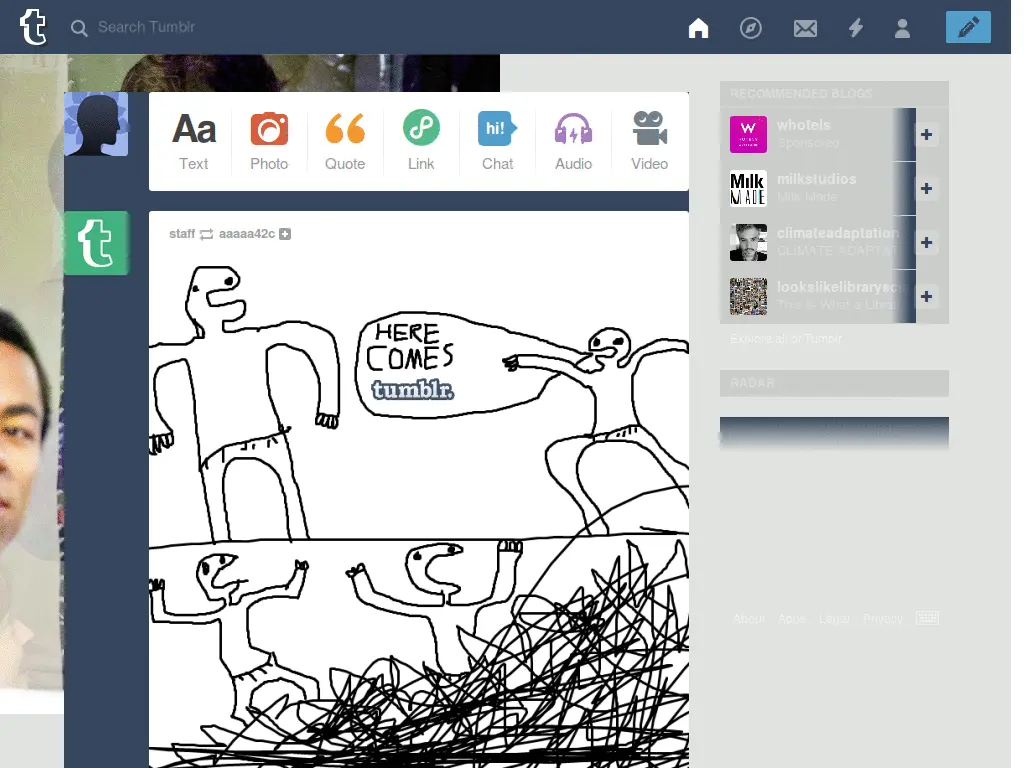 t
Search Tumblr
Aa
hi!
Text
Photo
Quote
Link
Chat
Audio
Video
t
staff aaaaa42c
HERE
COMES
tumblr.
RECOMMENDED BLOGS
W
whotels
Sponsored
Milk
MADE
milkstudios
Milk Made
climateadaptation
CLIMATE ADAPTAT
lookslikelibrarysc
This is What a Libra
Explore all of Tumblr
RADAR
About Apps Legal Privacy